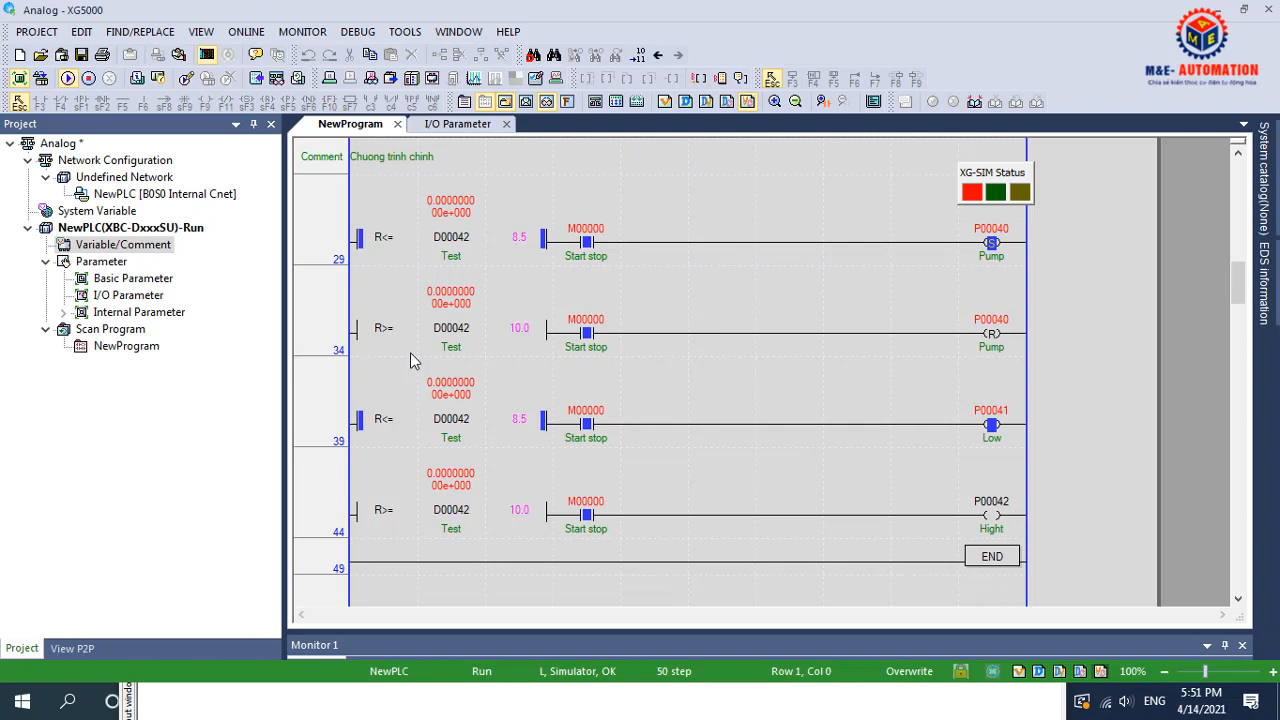 Analog - XG5000
PROJECT EDIT FIND/REPLACE VIEW ONLINE MONITOR DEBUG TOOLS WINDOW HELP
M&E- AUTOMATION
Project
NewProgram
I/O Parameter
Analog *
Network Configuration
Undefined Network
NewPLC [B0S0 Internal Cnet]
System Variable
NewPLC(XBC-DxxxSU)-Run
Variable/Comment
Parameter
Basic Parameter
I/O Parameter
Internal Parameter
Scan Program
NewProgram
Project
View P2P
Comment Chuong trinh chinh
XG-SIM Status
0.0000000
00e+000
R<= D00042 8.5 M00000 P00040
S
Test Start stop Pump
29
0.0000000
00e+000
R>= D00042 10.0 M00000 P00040
R
Test Start stop Pump
34
0.0000000
00e+000
R<= D00042 8.5 M00000 P00041
Test Start stop Low
39
0.0000000
00e+000
R>= D00042 10.0 M00000 P00042
Test Start stop Hight
44
END
49
System catalog(None)
EDS information
Monitor 1
NewPLC Run L, Simulator, OK 50 step Row 1, Col 0 Overwrite 100%
out windo
ENG
5:51 PM
4/14/2021